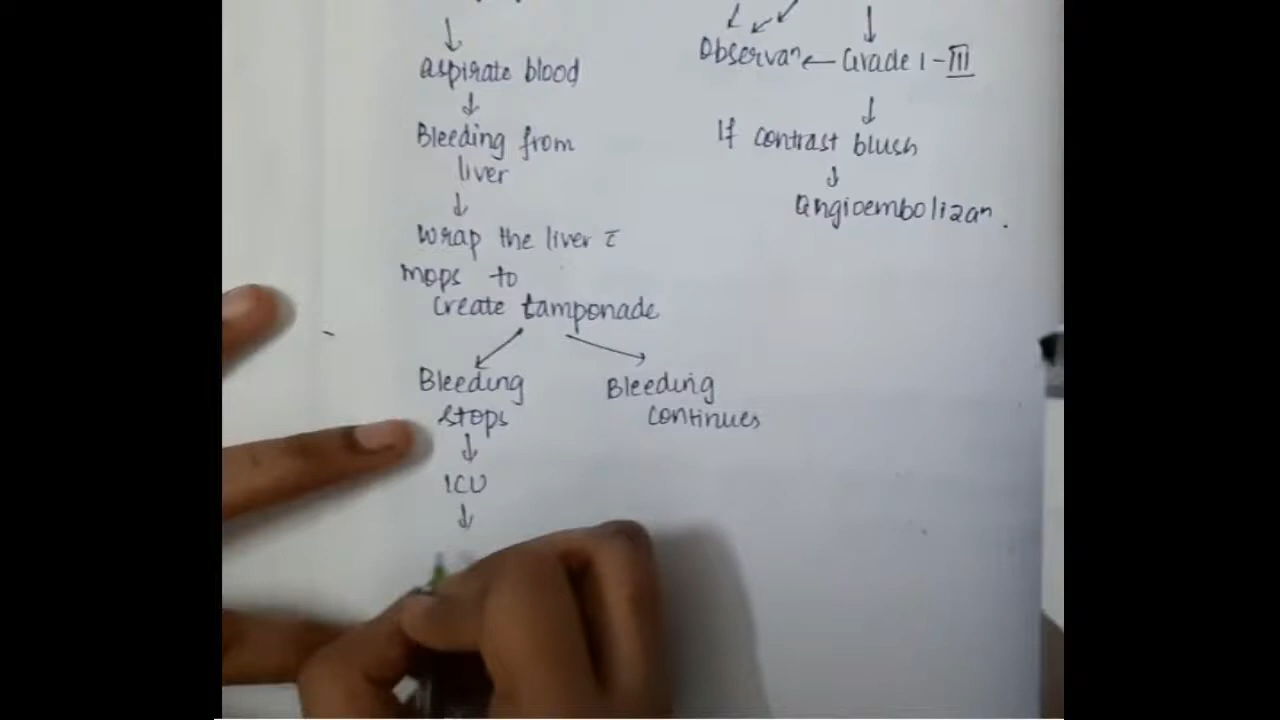 aspirate blood
Bleeding from
liver
Wrap the liver c̄
mops to
create tamponade
Bleeding
stops
ICU
Bleeding
continues
Observaⁿ ← Grade I - III
If contrast blush
Angioembolizaⁿ.